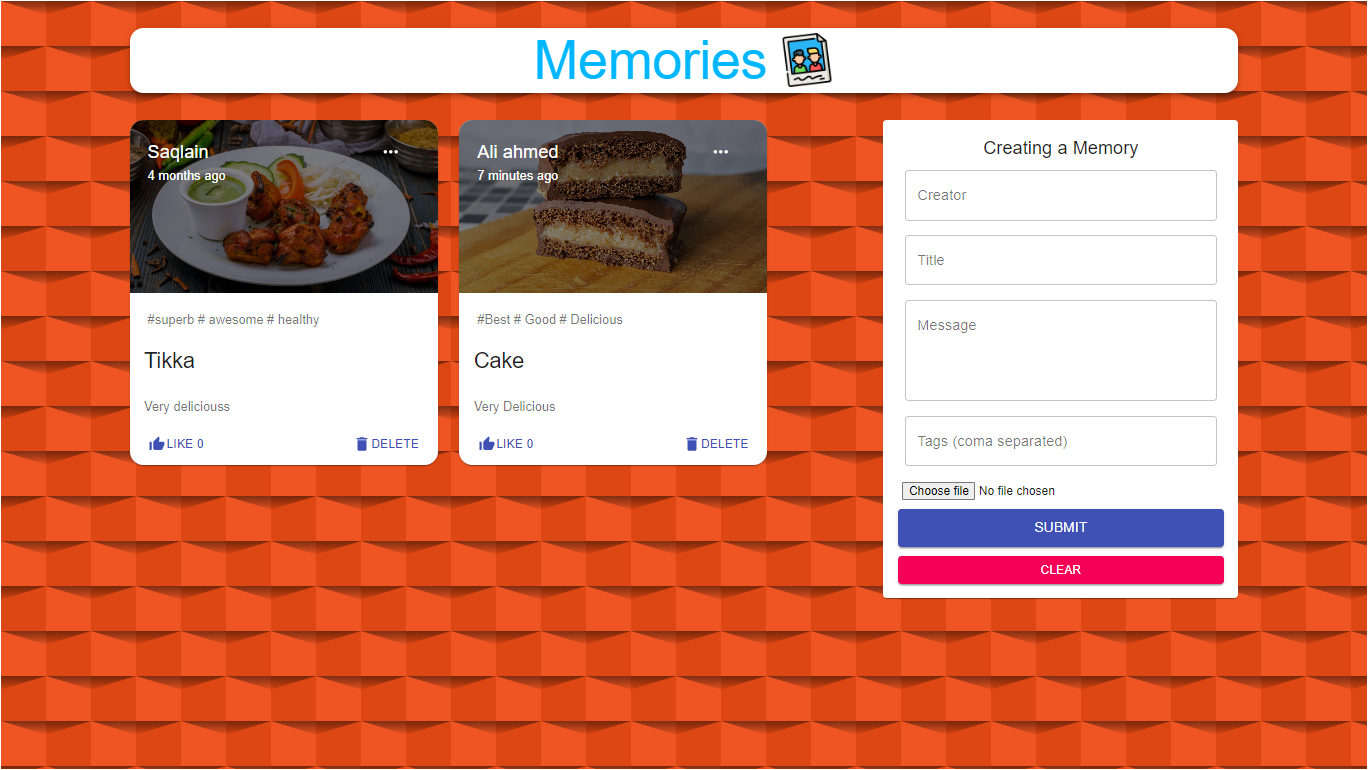 Memories
Saqlain
4 months ago
#superb # awesome # healthy
Tikka
Very deliciouss
LIKE 0 DELETE
Ali ahmed
7 minutes ago
#Best # Good # Delicious
Cake
Very Delicious
LIKE 0 DELETE
Creating a Memory
Creator
Title
Message
Tags (coma separated)
Choose file No file chosen
SUBMIT
CLEAR